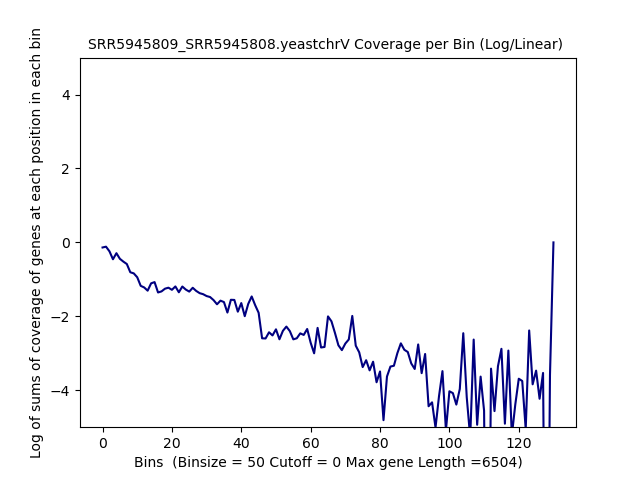 SRR5945809_SRR5945808.yeastchrV Coverage per Bin (Log/Linear)
Log of sums of coverage of genes at each position in each bin
4
2
0
−2
−4
0 20 40 60 80 100 120
Bins  (Binsize = 50 Cutoff = 0 Max gene Length =6504)